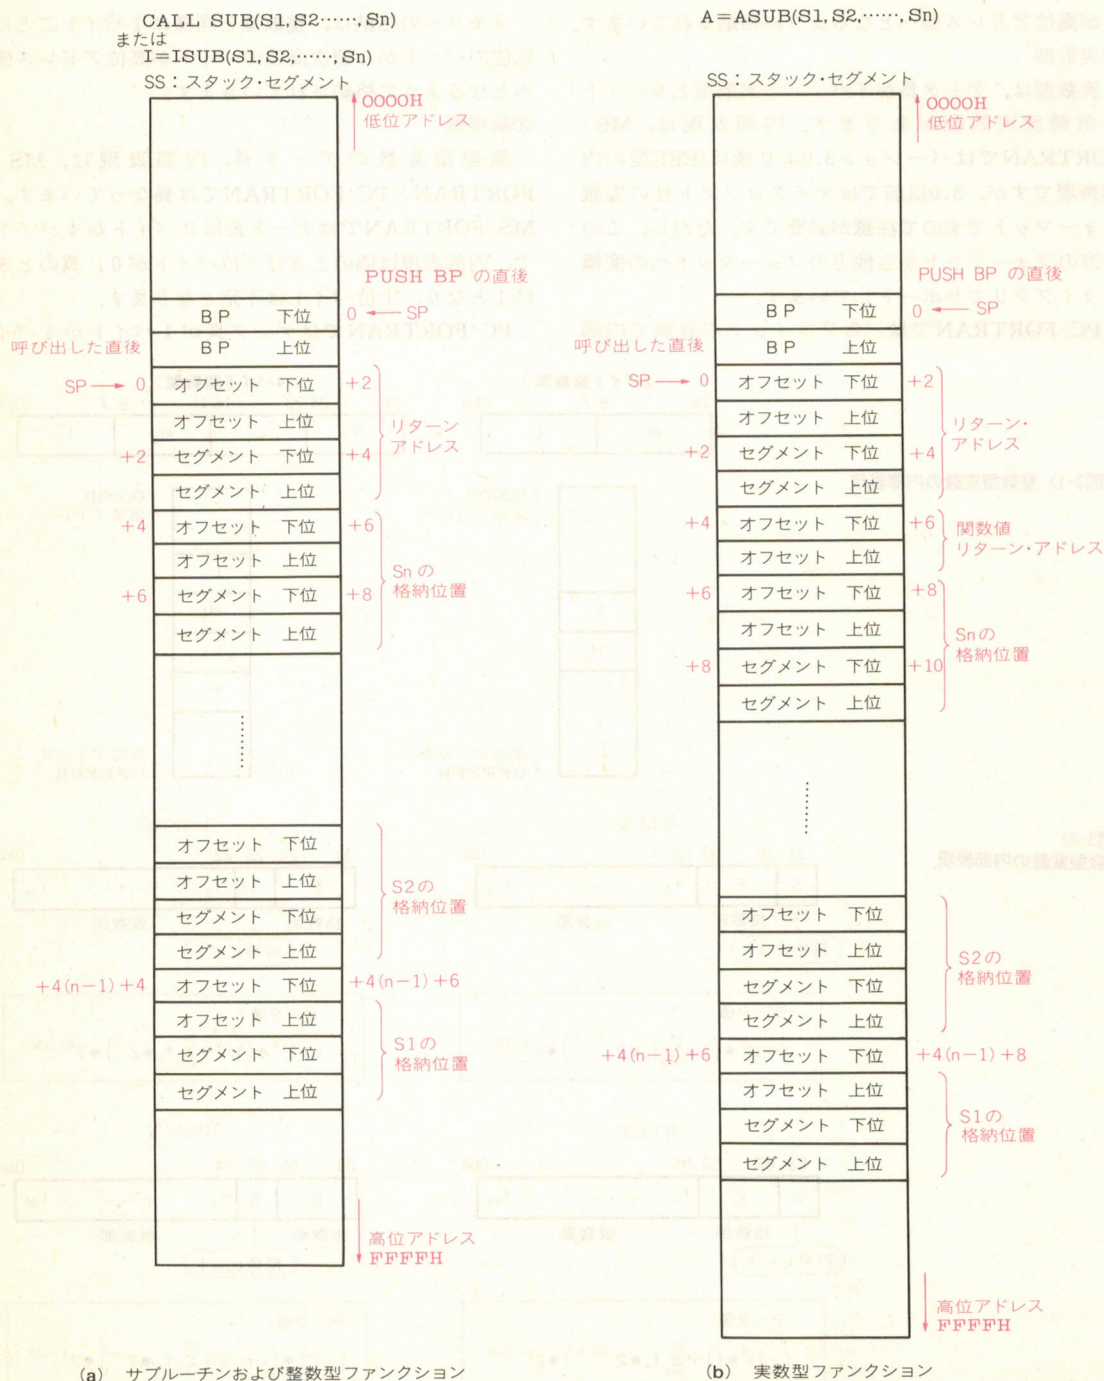 CALL SUB(S1, S2……, Sn)
または
I=ISUB(S1, S2, ……, Sn)
SS：スタック・セグメント
0000H
低位アドレス
PUSH BP の直後
BP 下位
0 ← SP
呼び出した直後
BP 上位
SP → 0
オフセット 下位
+2
オフセット 上位
リターン
アドレス
+2
セグメント 下位
+4
セグメント 上位
+4
オフセット 下位
+6
オフセット 上位
Snの
格納位置
+6
セグメント 下位
+8
セグメント 上位
………
オフセット 下位
オフセット 上位
S2の
格納位置
セグメント 下位
セグメント 上位
+4(n−1)+4
オフセット 下位
+4(n−1)+6
オフセット 上位
S1の
格納位置
セグメント 下位
セグメント 上位
高位アドレス
FFFFH
(a) サブルーチンおよび整数型ファンクション
A=ASUB(S1, S2, ……, Sn)
SS：スタック・セグメント
0000H
低位アドレス
PUSH BP の直後
BP 下位
0 ← SP
呼び出した直後
BP 上位
SP → 0
オフセット 下位
+2
オフセット 上位
リターン・
アドレス
+2
セグメント 下位
+4
セグメント 上位
+4
オフセット 下位
+6
関数値
リターン・アドレス
オフセット 上位
+6
オフセット 下位
+8
オフセット 上位
Snの
格納位置
+8
セグメント 下位
+10
セグメント 上位
………
オフセット 下位
オフセット 上位
S2の
格納位置
セグメント 下位
セグメント 上位
+4(n−1)+6
オフセット 下位
+4(n−1)+8
オフセット 上位
S1の
格納位置
セグメント 下位
セグメント 上位
高位アドレス
FFFFH
(b) 実数型ファンクション